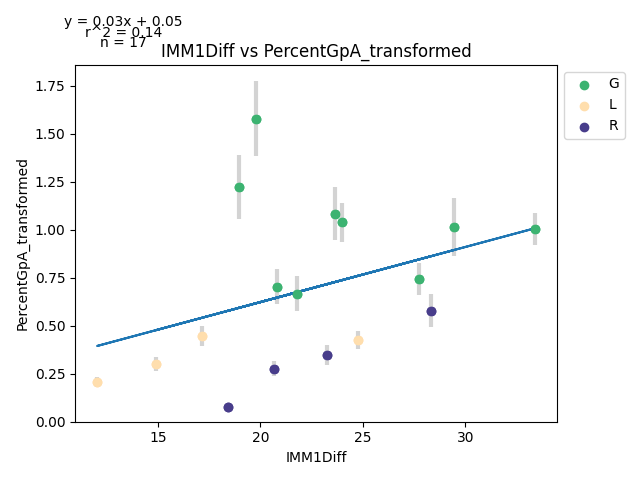 y = 0.03x + 0.05
r^2 = 0.14
n = 17
IMM1Diff vs PercentGpA_transformed
G
L
R
PercentGpA_transformed
1.75
1.50
1.25
1.00
0.75
0.50
0.25
0.00
15
20
25
30
IMM1Diff